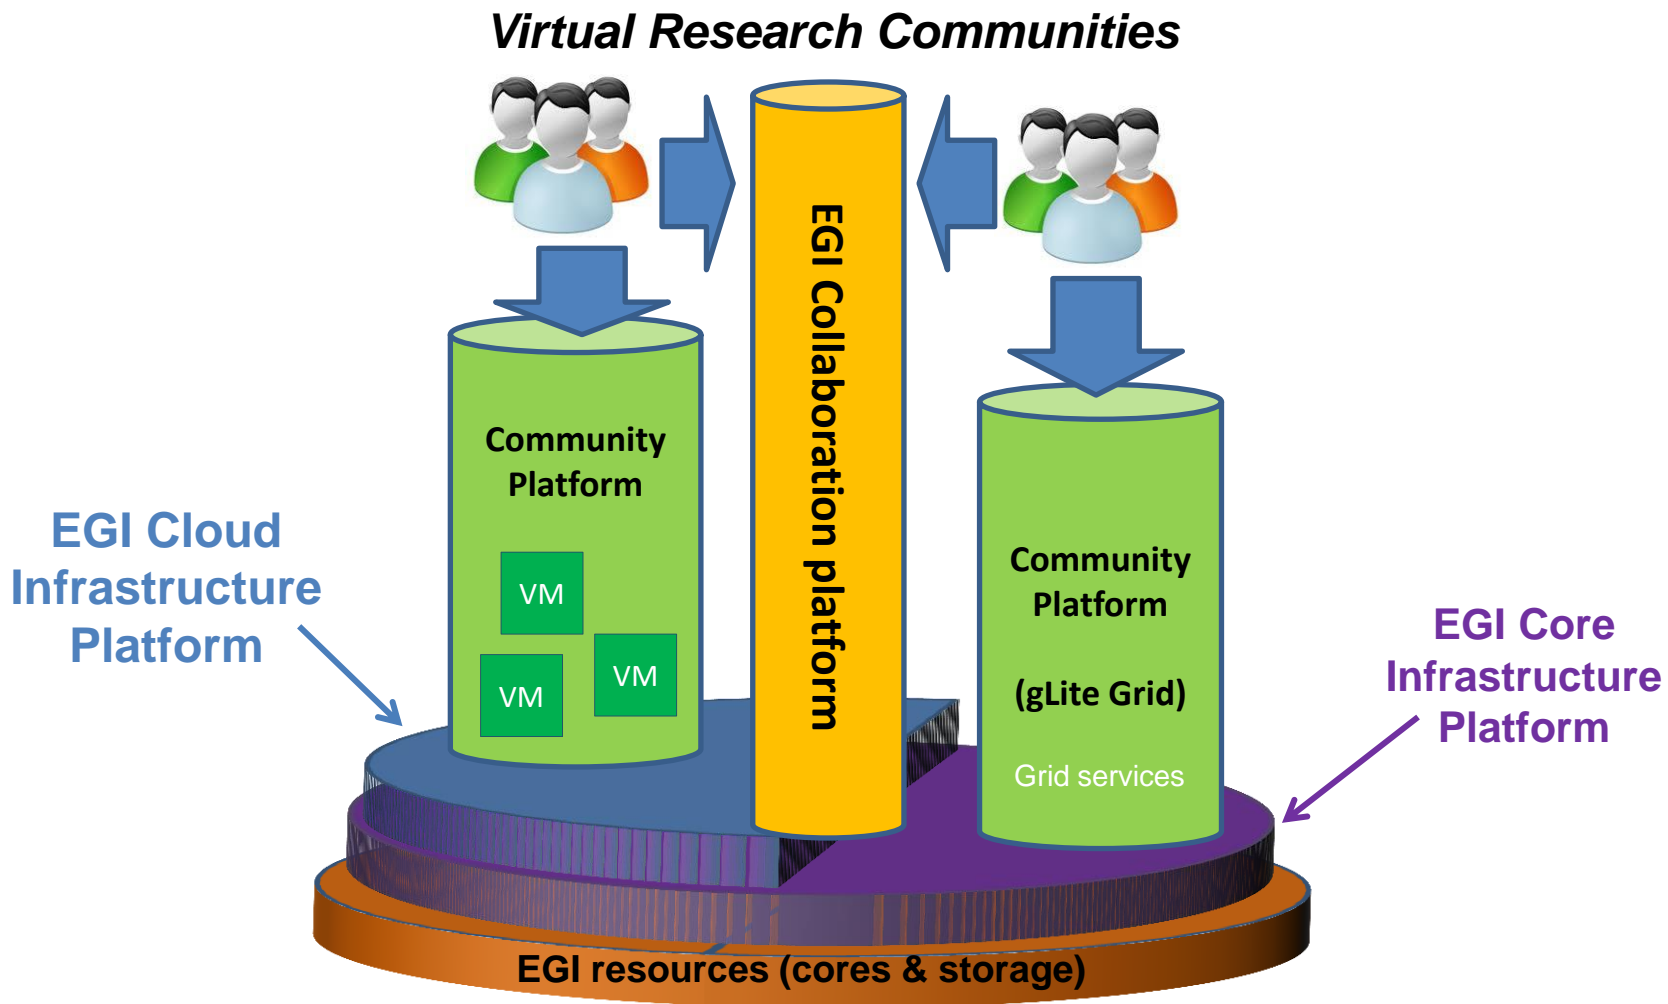 Virtual Research Communities
EGI Collaboration platform
Community
Platform
VM
VM
VM
EGI Cloud
Infrastructure
Platform
Community
Platform
(gLite Grid)
Grid services
EGI Core
Infrastructure
Platform
EGI resources (cores & storage)